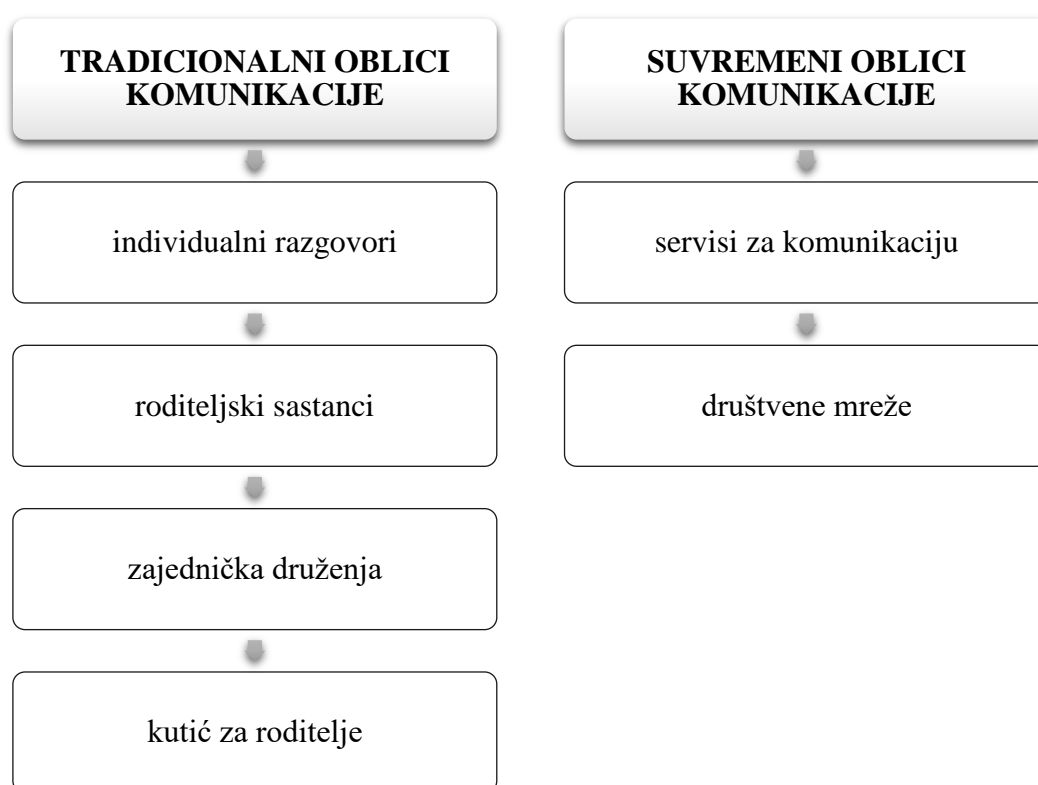 TRADICIONALNI OBLICI
KOMUNIKACIJE
individualni razgovori
roditeljski sastanci
zajednička druženja
kutić za roditelje
SUVREMENI OBLICI
KOMUNIKACIJE
servisi za komunikaciju
društvene mreže